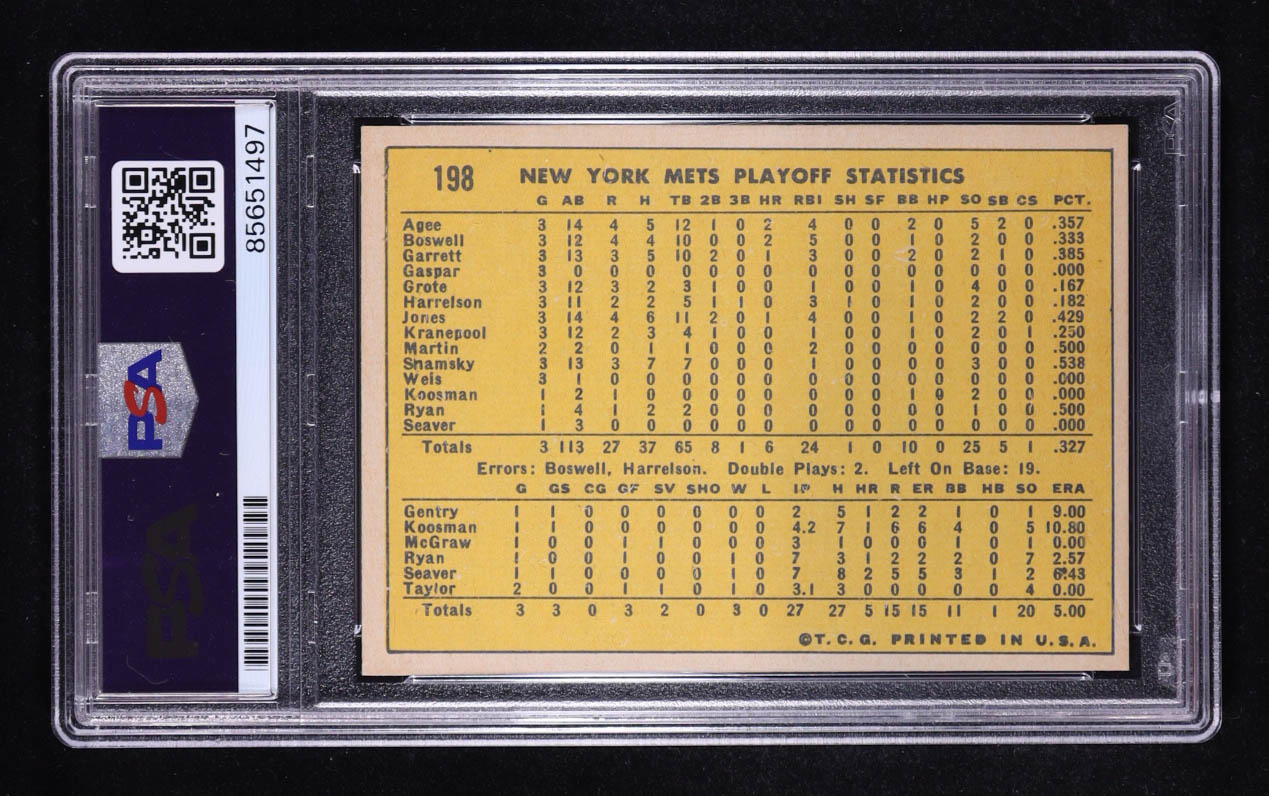 198 NEW YORK METS PLAYOFF STATISTICS
G AB R H TB 2B 3B HR RBI SH SF BB HP SO SB CS PCT.
Agee 3 14 4 5 12 1 0 2 4 0 0 2 0 5 2 0 .357
Boswell 3 12 4 4 10 0 0 2 5 0 0 1 0 2 0 0 .333
Garrett 3 13 3 5 10 2 0 1 3 0 0 2 0 2 1 0 .385
Gaspar 3 0 0 0 0 0 0 0 0 0 0 0 0 0 0 0 .000
Grote 3 12 3 2 3 1 0 0 1 0 0 1 0 4 0 0 .167
Harrelson 3 11 2 2 5 1 1 0 3 1 0 1 0 2 0 0 .182
Jones 3 14 4 6 11 2 0 1 4 0 0 1 0 2 2 0 .429
Kranepool 3 12 2 3 4 1 0 0 1 0 0 1 0 2 0 1 .250
Martin 2 2 0 1 1 0 0 0 2 0 0 0 0 0 0 0 .500
Shamsky 3 13 3 7 7 0 0 0 1 0 0 0 0 3 0 0 .538
Weis 3 1 0 0 0 0 0 0 0 0 0 0 0 0 0 0 .000
Koosman 1 2 1 0 0 0 0 0 0 0 0 1 0 2 0 0 .000
Ryan 1 4 1 2 2 0 0 0 0 0 0 0 0 1 0 0 .500
Seaver 1 3 0 0 0 0 0 0 0 0 0 0 0 0 0 0 .000
Totals 3 113 27 37 65 8 1 6 24 1 0 10 0 25 5 1 .327
Errors: Boswell, Harrelson. Double Plays: 2. Left On Base: 19.
G GS CG GF SV SHO W L IP H HR R ER BB HB SO ERA
Gentry 1 1 0 0 0 0 0 0 2 5 1 2 2 1 0 1 9.00
Koosman 1 1 0 0 0 0 0 0 4.2 7 1 6 6 4 0 5 10.80
McGraw 1 0 0 1 1 0 0 0 3 1 0 0 0 1 0 1 0.00
Ryan 1 0 0 1 0 0 1 0 7 3 1 2 2 2 0 7 2.57
Seaver 1 1 0 0 0 0 1 0 7 8 2 5 5 3 1 2 6.43
Taylor 2 0 0 1 1 0 1 0 3.1 3 0 0 0 0 0 4 0.00
Totals 3 3 0 3 2 0 3 0 27 27 5 15 15 11 1 20 5.00
©T.C.G. PRINTED IN U.S.A.
85651497
PSA
PSA
PSA